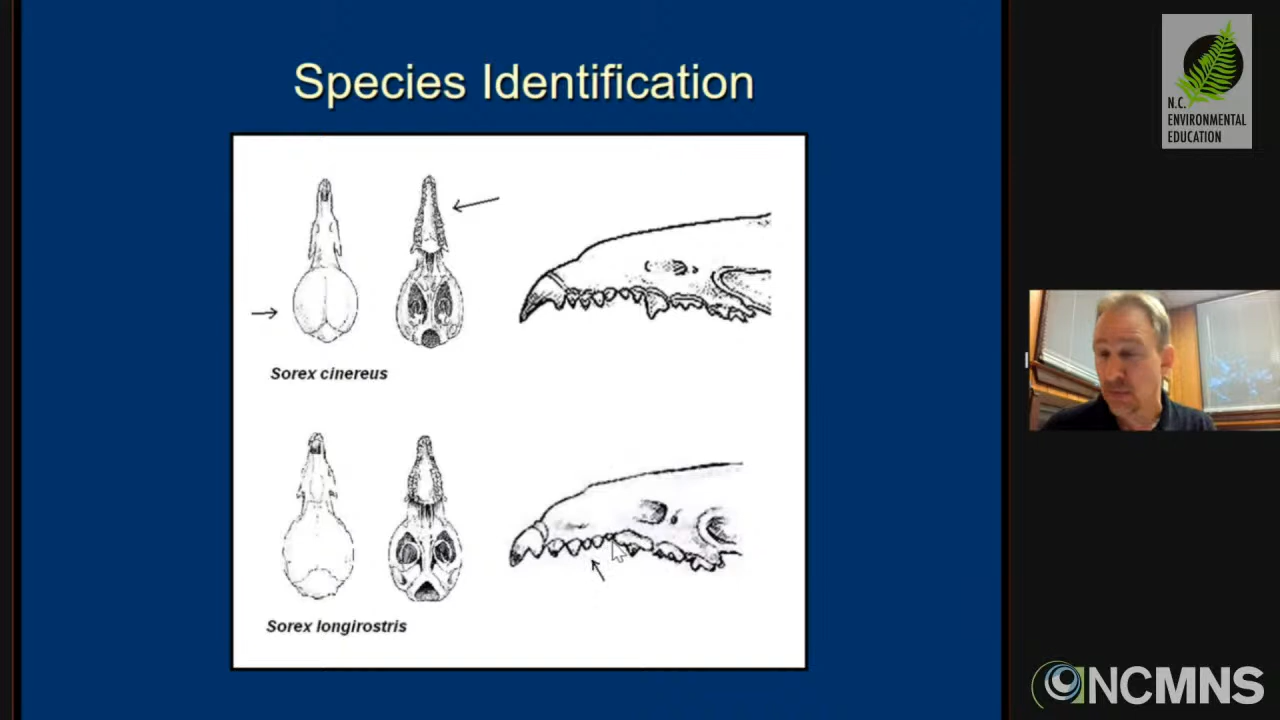 Species Identification
Sorex cinereus
Sorex longirostris
N.C.
ENVIRONMENTAL
EDUCATION
NCMNS